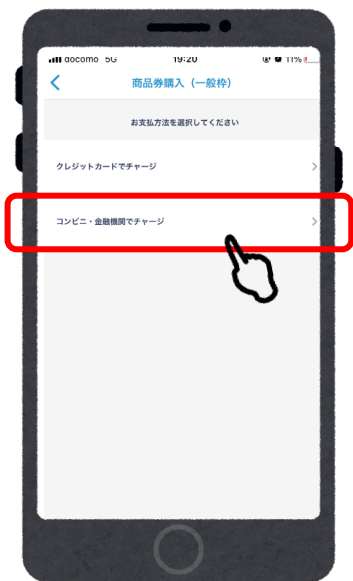 docomo 5G 19:20 11%
商品券購入（一般枠）
お支払方法を選択してください
クレジットカードでチャージ
コンビニ・金融機関でチャージ